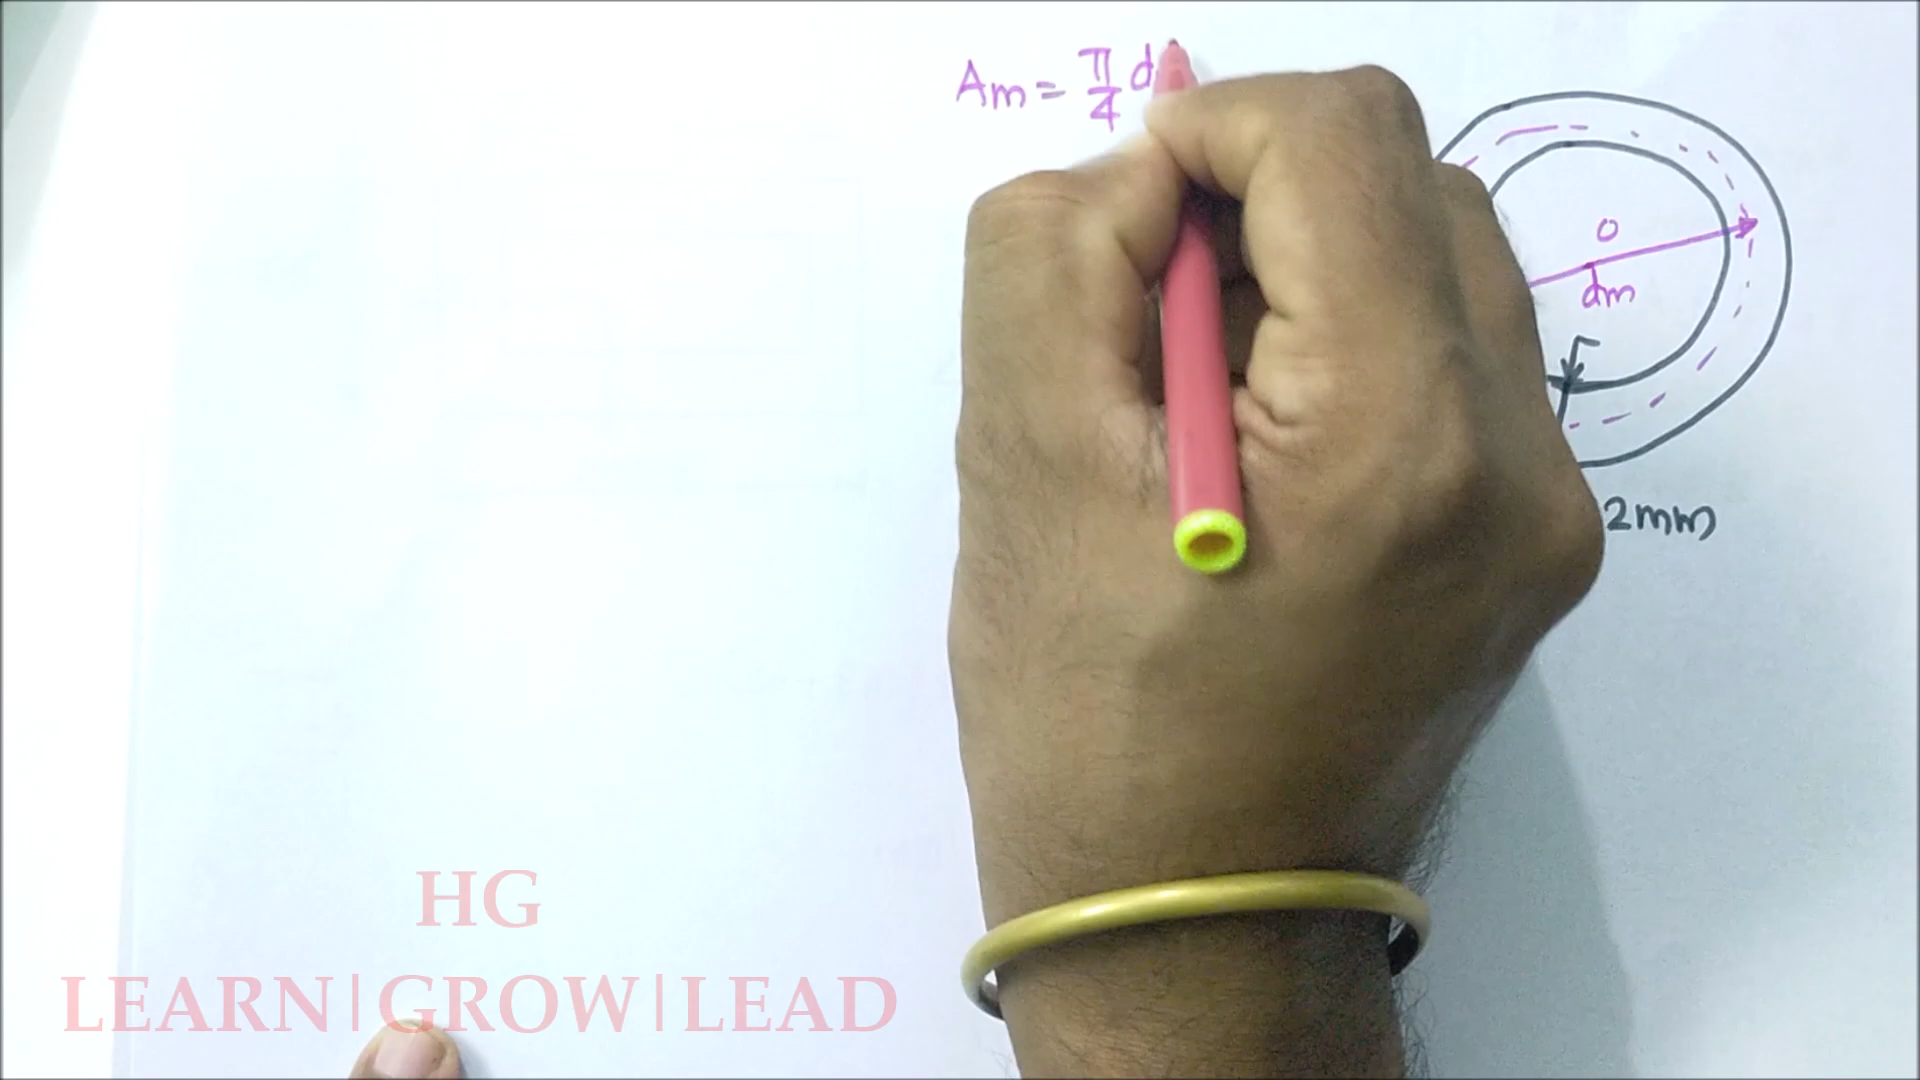 Am = π/4 d
o
dm
2mm
HG
LEARN|GROW|LEAD